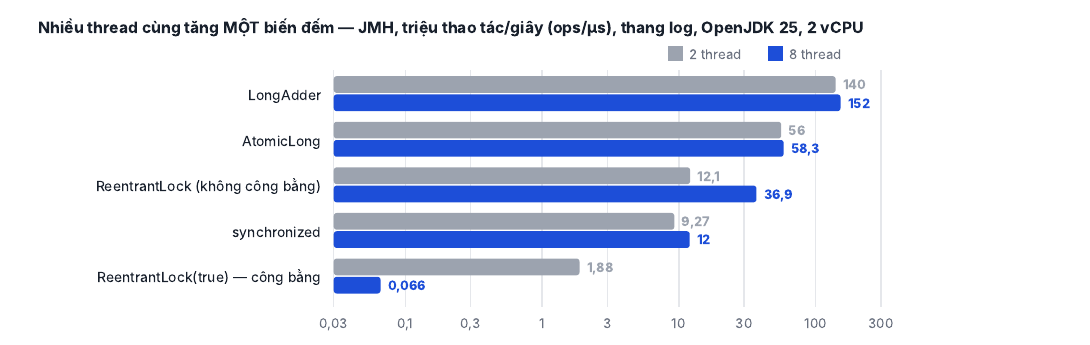 Nhiều thread cùng tăng MỘT biến đếm — JMH, triệu thao tác/giây (ops/µs), thang log, OpenJDK 25, 2 vCPU
2 thread
8 thread
LongAdder
140
152
AtomicLong
56
58,3
ReentrantLock (không công bằng)
12,1
36,9
synchronized
9,27
12
ReentrantLock(true) — công bằng
1,88
0,066
0,03
0,1
0,3
1
3
10
30
100
300